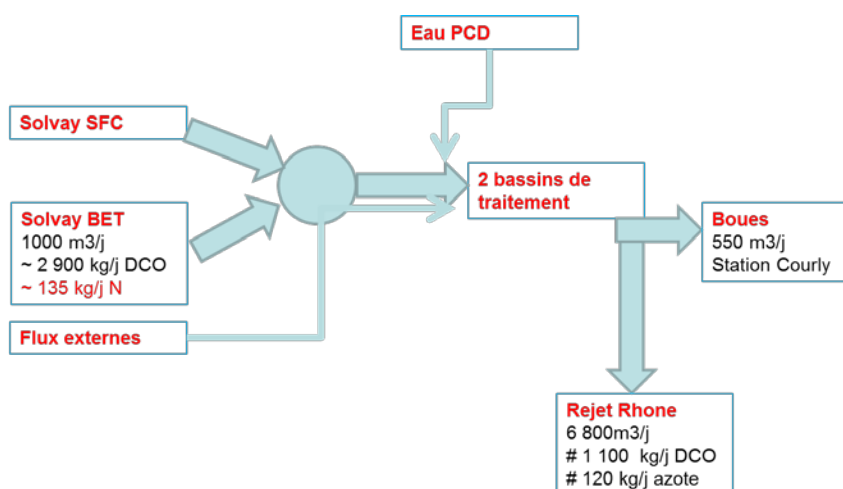 Eau PCD
Solvay SFC
2 bassins de
traitement
Solvay BET
1000 m3/j
~ 2 900 kg/j DCO
~ 135 kg/j N
Boues
550 m3/j
Station Courly
Flux externes
Rejet Rhone
6 800m3/j
# 1 100 kg/j DCO
# 120 kg/j azote